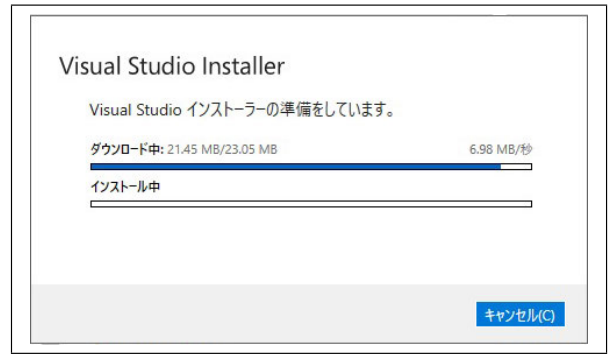 Visual Studio Installer
Visual Studio インストーラーの準備をしています。
ダウンロード中: 21.45 MB/23.05 MB 6.98 MB/秒
インストール中
キャンセル(C)